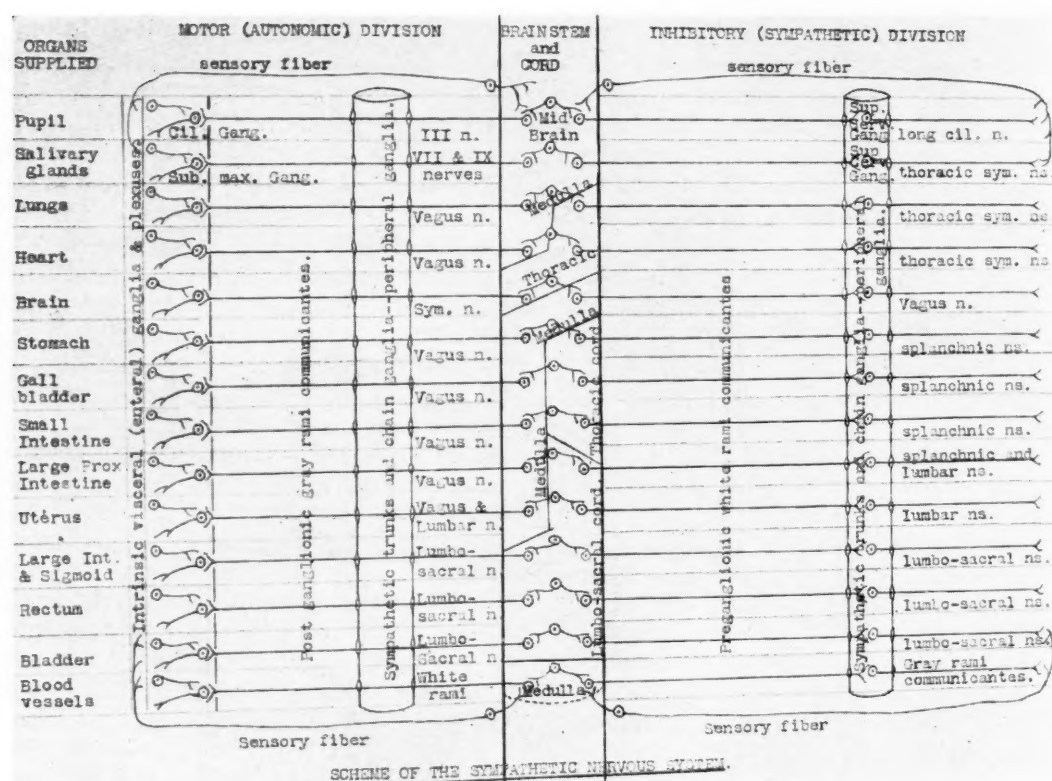 MOTOR (AUTONOMIC) DIVISION
BRAINSTEM
and
CORD
INHIBITORY (SYMPATHETIC) DIVISION
ORGANS
SUPPLIED
sensory fiber
sensory fiber
Pupil
Cil. Gang.
III n.
Mid
Brain
Sup.
Cerv
Gang
long cil. n.
Salivary
glands
Sub. max. Gang.
VII & IX
nerves
Sup
Cerv
Gang.
thoracic sym. ns.
Lungs
Vagus n.
Medulla
thoracic sym. ns
Heart
Vagus n.
Thoracic
thoracic sym. ns
Brain
Sym. n.
Medulla
Vagus n.
Stomach
Vagus n.
splanchnic ns.
Gall
bladder
Vagus n.
splanchnic ns.
Small
Intestine
Vagus n.
splanchnic ns.
Large Prox.
Intestine
Vagus n.
splanchnic and
lumbar ns.
Utérus
Vagus &
Lumbar n.
lumbar ns.
Large Int.
& Sigmoid
Lumbo-
sacral n.
lumbo-sacral ns.
Rectum
Lumbo-
sacral n.
lumbo-sacral ns.
Bladder
Lumbo-
Sacral n
lumbo-sacral ns
Blood
vessels
White
rami
Medulla
Gray rami
communicantes.
Intrinsic visceral (enteral) ganglia & plexuses.
Post gaglionic gray rami communicantes.
Sympathetic trunks and chain ganglia--peripheral ganglia.
Medulla
Lumbo-sacral cord. Thoracic cord.
Preganglionic white rami communicantes
Sympathetic trunks and chain ganglia--peripheral
ganglia.
Sensory fiber
Sensory fiber
SCHEME OF THE SYMPATHETIC NERVOUS SYSTEM.